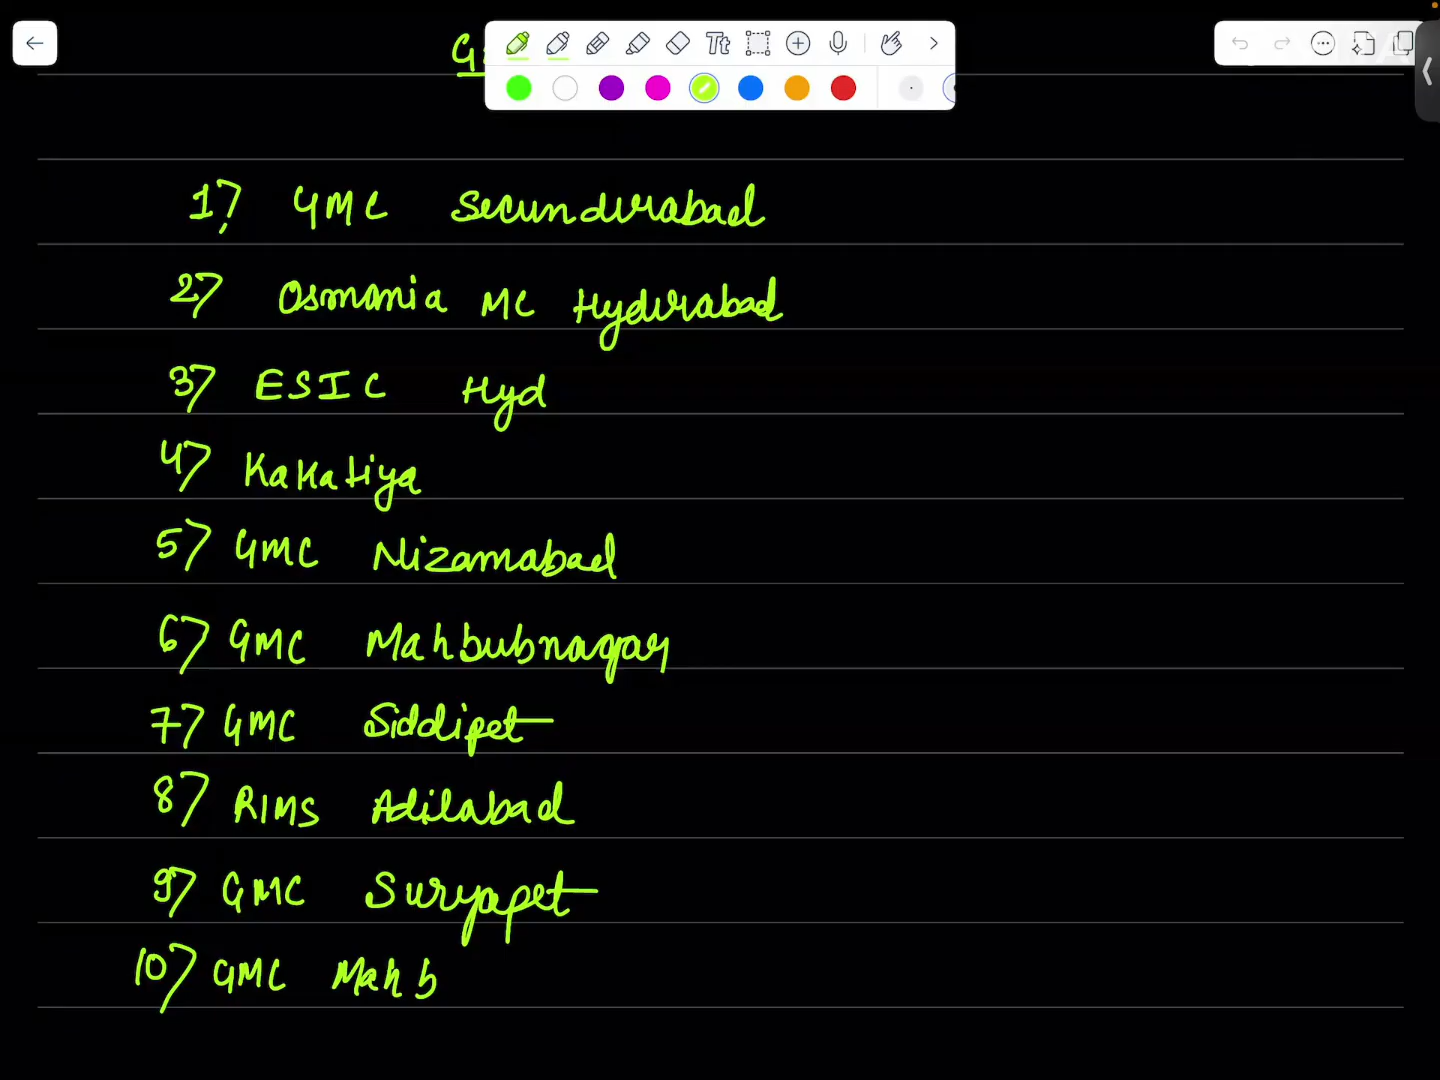 G
Tt
1) GMC Secunderabad
2) Osmania MC Hyderabad
3) ESIC Hyd
4) Kakatiya
5) GMC Nizamabad
6) GMC Mahbubnagar
7) GMC Siddipet
8) RIMS Adilabad
9) GMC Suryapet
10) GMC Mahb